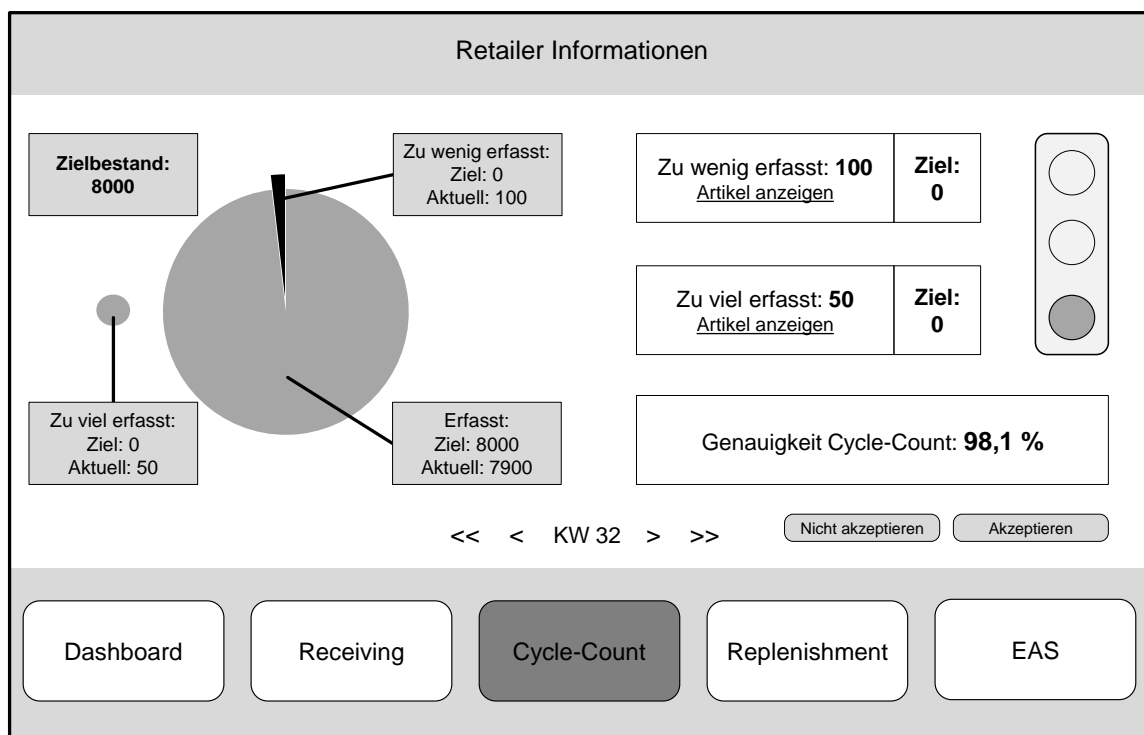 Retailer Informationen
Zielbestand:
8000
Zu wenig erfasst:
Ziel: 0
Aktuell: 100
Zu viel erfasst:
Ziel: 0
Aktuell: 50
Erfasst:
Ziel: 8000
Aktuell: 7900
Zu wenig erfasst: 100
Artikel anzeigen
Ziel:
0
Zu viel erfasst: 50
Artikel anzeigen
Ziel:
0
Genauigkeit Cycle-Count: 98,1 %
<< < KW 32 > >>
Nicht akzeptieren
Akzeptieren
Dashboard
Receiving
Cycle-Count
Replenishment
EAS